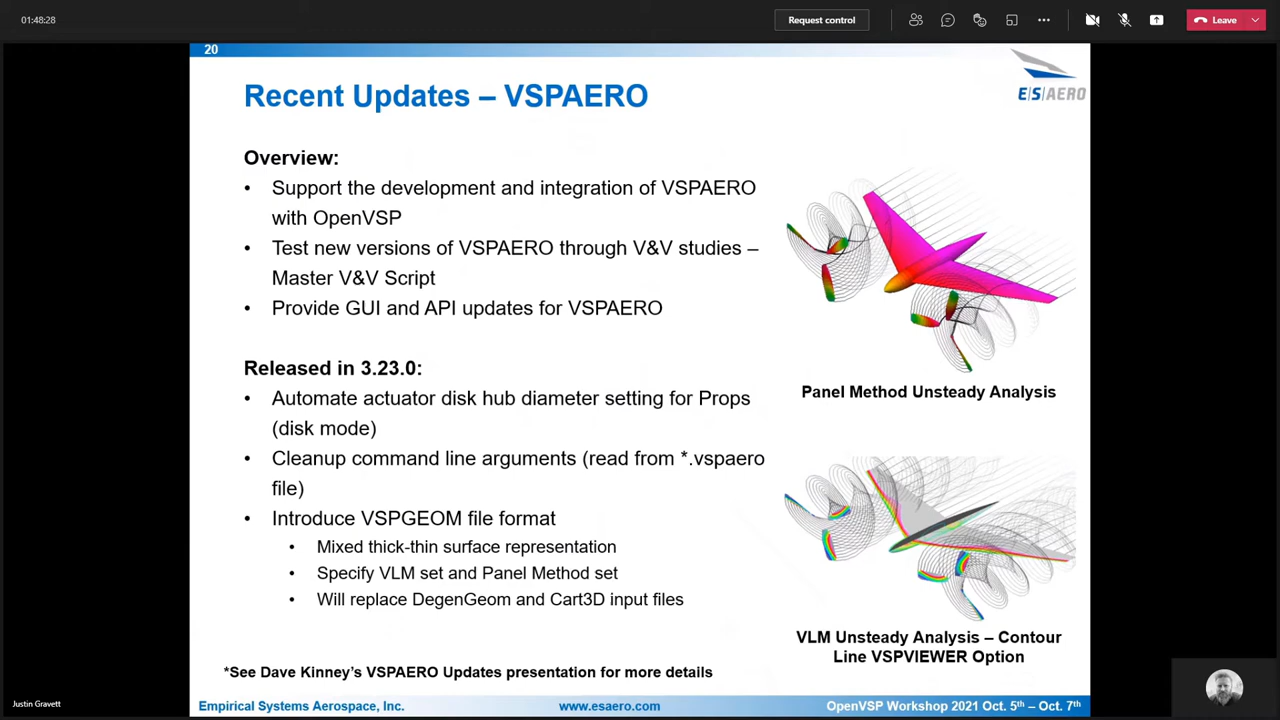 01:48:28
Request control
Leave
20
E|S|AERO
Recent Updates – VSPAERO
Overview:
• Support the development and integration of VSPAERO
with OpenVSP
• Test new versions of VSPAERO through V&V studies –
Master V&V Script
• Provide GUI and API updates for VSPAERO
Released in 3.23.0:
• Automate actuator disk hub diameter setting for Props
(disk mode)
• Cleanup command line arguments (read from *.vspaero
file)
• Introduce VSPGEOM file format
• Mixed thick-thin surface representation
• Specify VLM set and Panel Method set
• Will replace DegenGeom and Cart3D input files
*See Dave Kinney's VSPAERO Updates presentation for more details
Panel Method Unsteady Analysis
VLM Unsteady Analysis – Contour
Line VSPVIEWER Option
Justin Gravett
Empirical Systems Aerospace, Inc.
www.esaero.com
OpenVSP Workshop 2021 Oct. 5th – Oct. 7th